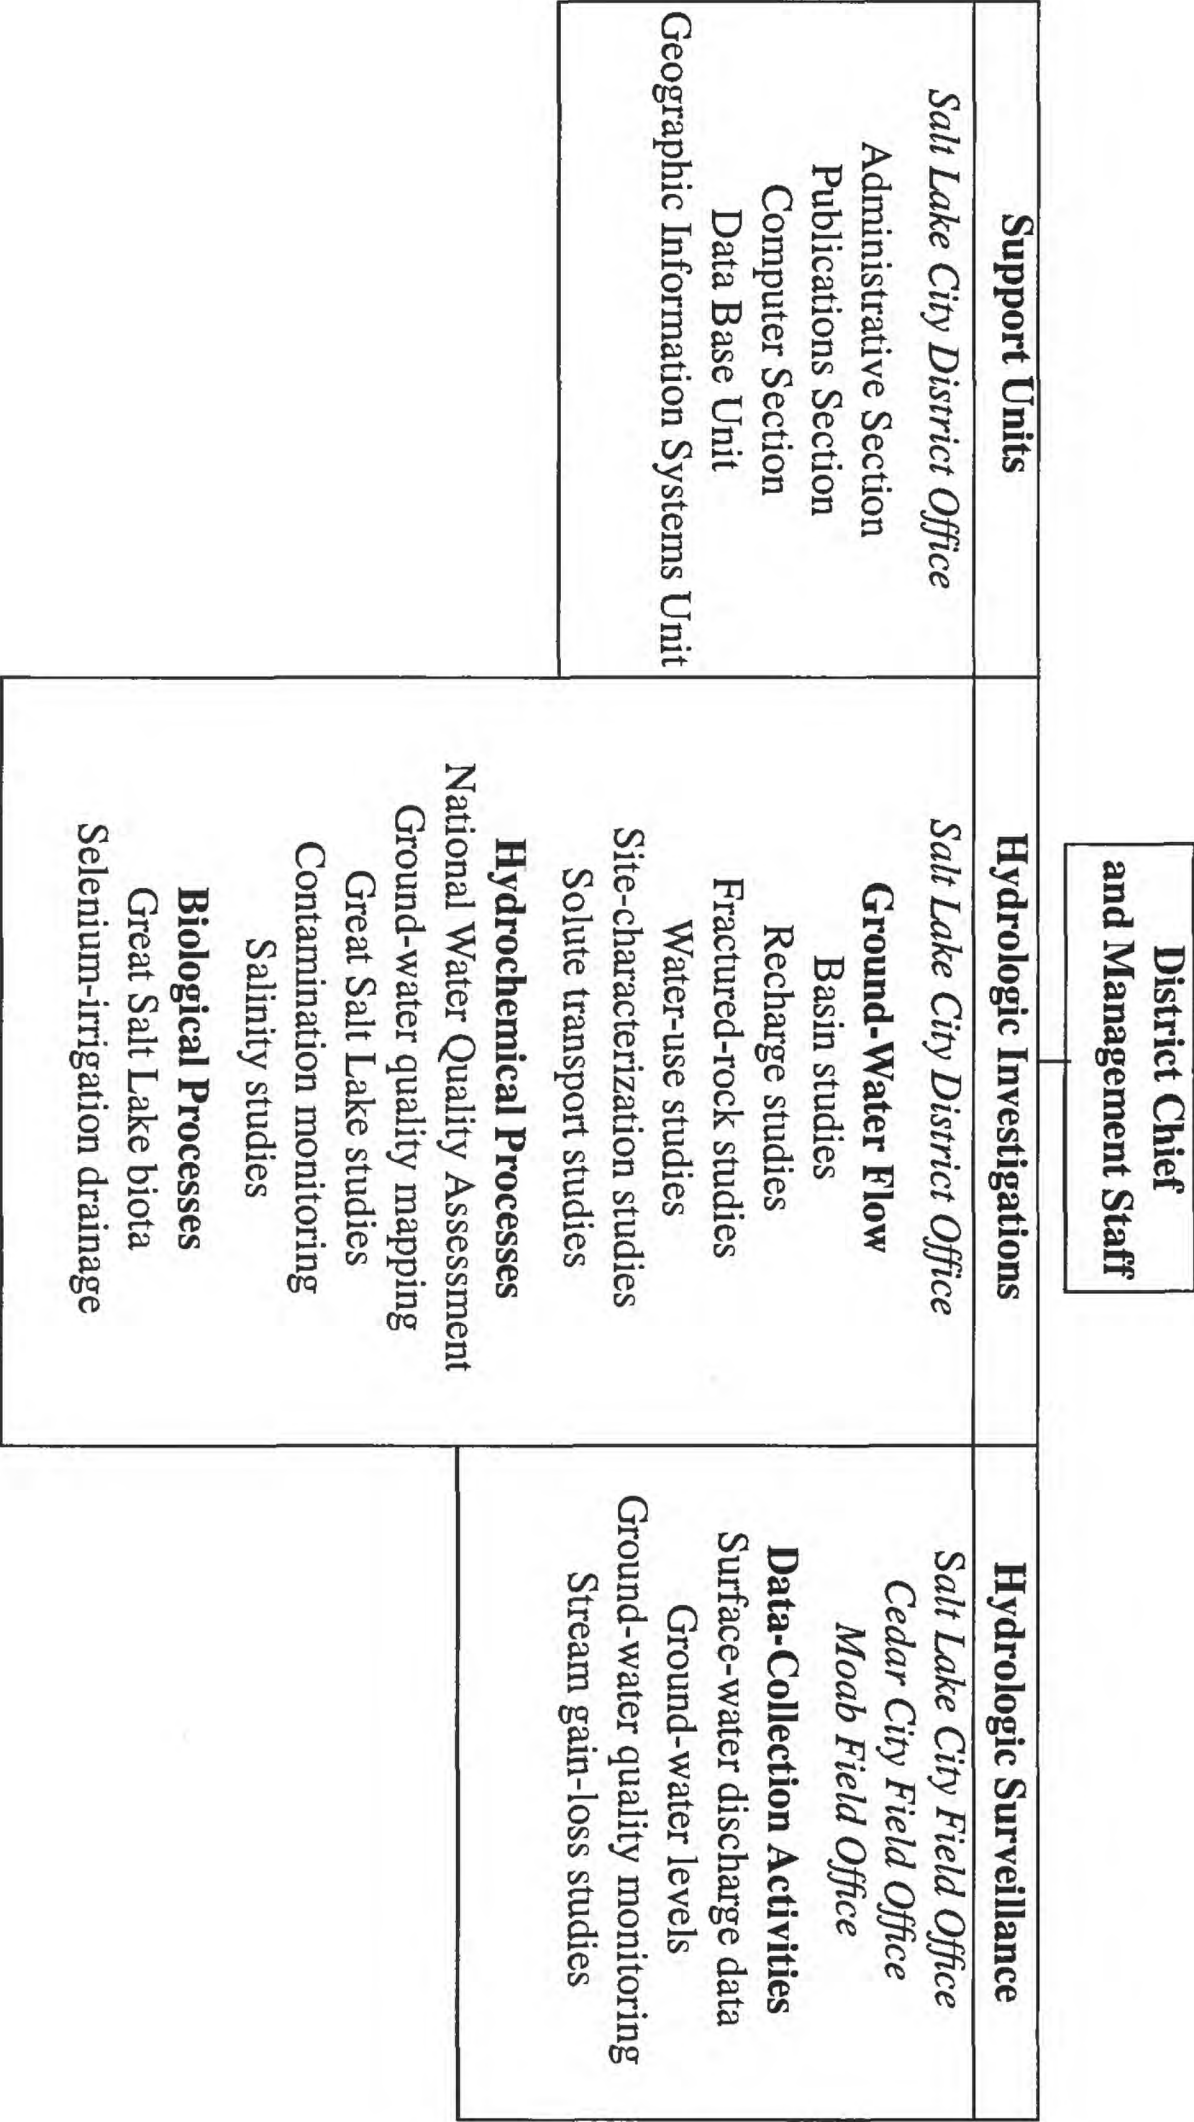 District Chief
and Management Staff
Support Units
Salt Lake City District Office
Administrative Section
Publications Section
Computer Section
Data Base Unit
Geographic Information Systems Unit
Hydrologic Investigations
Salt Lake City District Office
Ground-Water Flow
Basin studies
Recharge studies
Fractured-rock studies
Water-use studies
Site-characterization studies
Solute transport studies
Hydrochemical Processes
National Water Quality Assessment
Ground-water quality mapping
Great Salt Lake studies
Contamination monitoring
Salinity studies
Biological Processes
Great Salt Lake biota
Selenium-irrigation drainage
Hydrologic Surveillance
Salt Lake City Field Office
Cedar City Field Office
Moab Field Office
Data-Collection Activities
Surface-water discharge data
Ground-water levels
Ground-water quality monitoring
Stream gain-loss studies